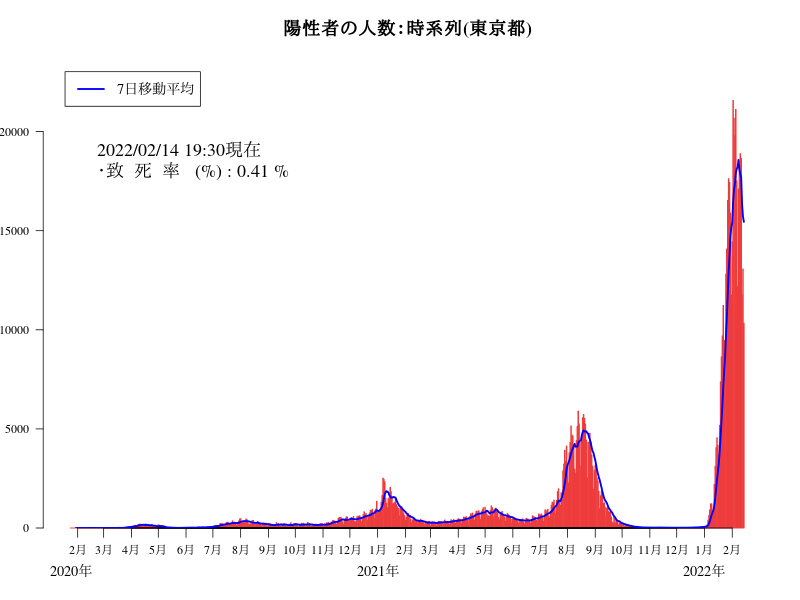 陽性者の人数：時系列(東京都)
7日移動平均
2022/02/14 19:30現在
・致 死 率 (%) : 0.41 %
20000
15000
10000
5000
0
2月 3月 4月 5月 6月 7月 8月 9月 10月 11月 12月 1月 2月 3月 4月 5月 6月 7月 8月 9月 10月 11月 12月 1月 2月
2020年 2021年 2022年